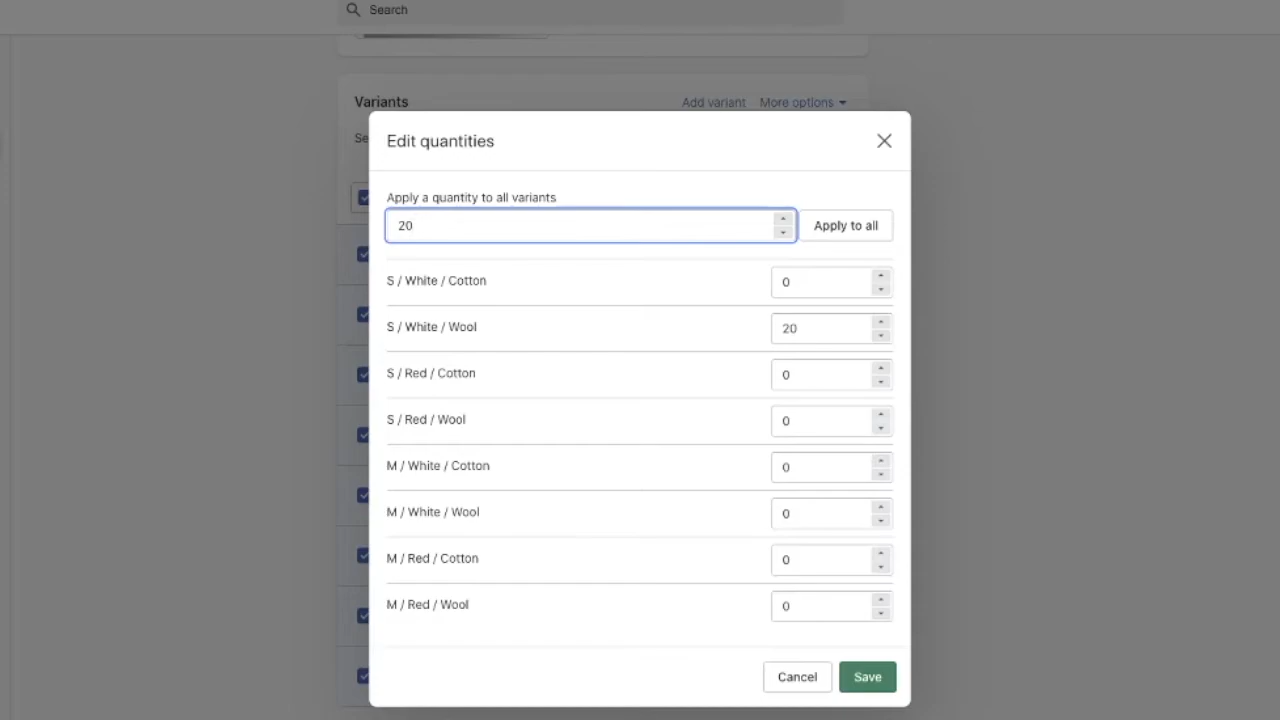 Search
Variants
Add variant More options
Se
Edit quantities
Apply a quantity to all variants
20
Apply to all
S / White / Cotton 0
S / White / Wool 20
S / Red / Cotton 0
S / Red / Wool 0
M / White / Cotton 0
M / White / Wool 0
M / Red / Cotton 0
M / Red / Wool 0
Cancel Save